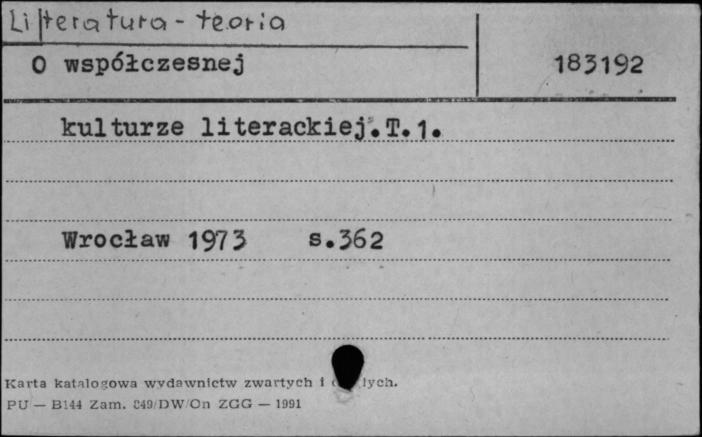 Literatura - teoria
O współczesnej
183192
kulturze literackiej.T.1.
Wrocław 1973 s.362
Karta katalogowa wydawnictw zwartych i
PU — B144 Zam. 849/DW/On ZGG — 1991